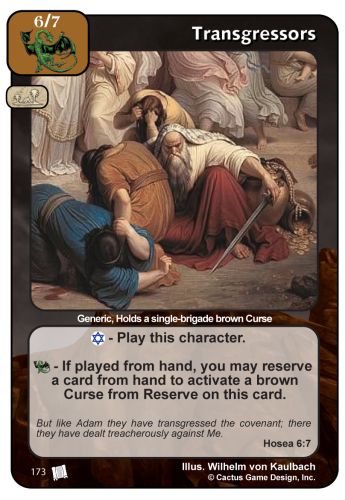 6/7
Transgressors
Generic, Holds a single-brigade brown Curse
- Play this character.
- If played from hand, you may reserve
a card from hand to activate a brown
Curse from Reserve on this card.
But like Adam they have transgressed the covenant; there
they have dealt treacherously against Me.
Hosea 6:7
173
Illus. Wilhelm von Kaulbach
© Cactus Game Design, Inc.